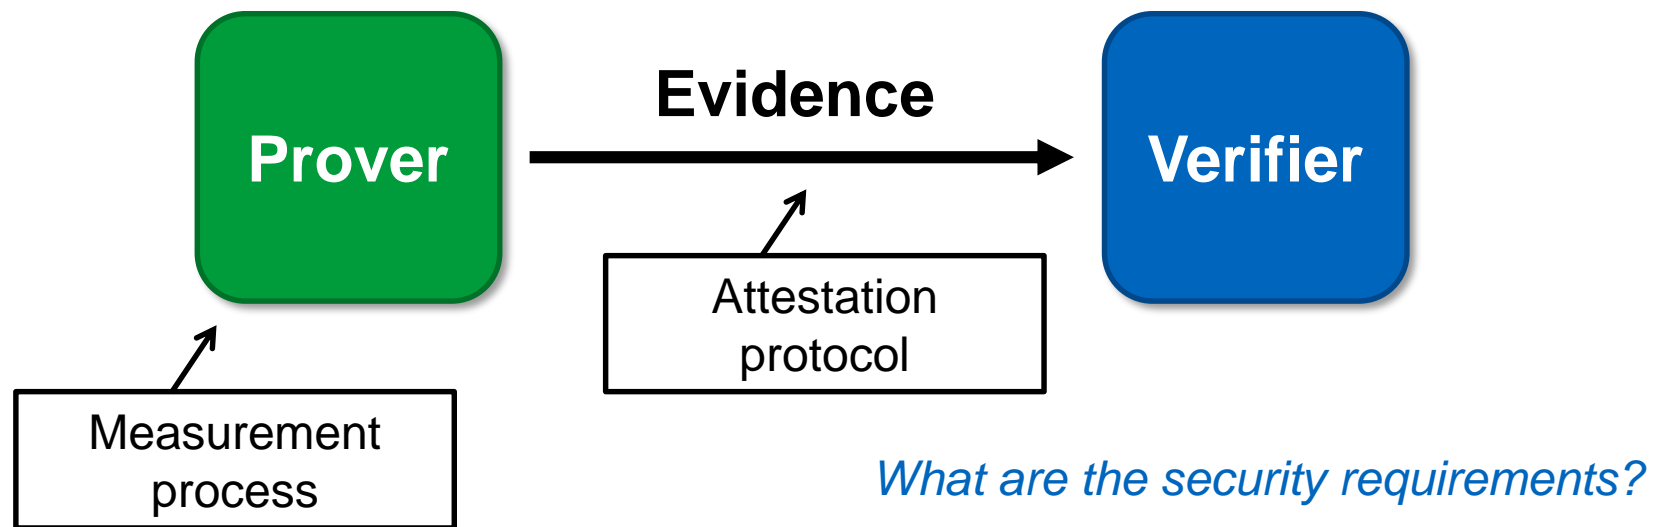 Prover
Evidence
Verifier
Attestation
protocol
Measurement
process
What are the security requirements?